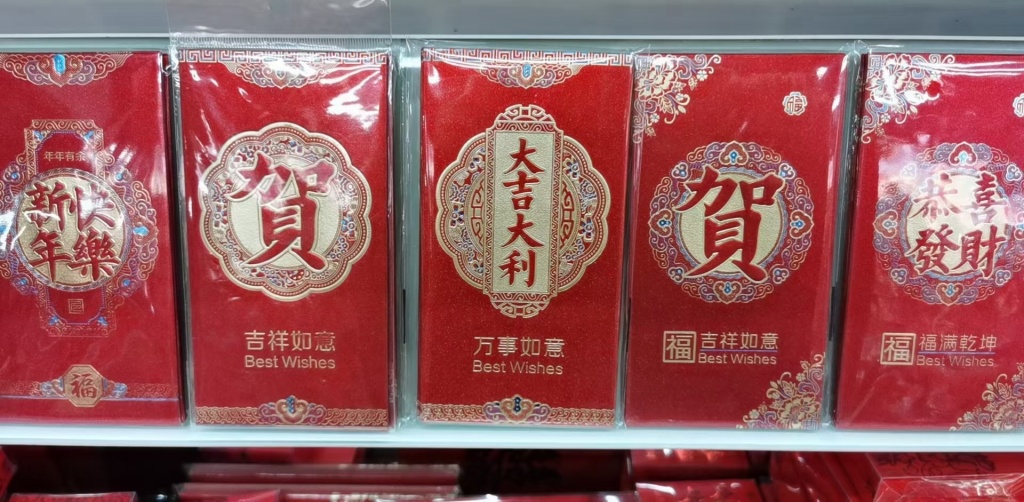 年年有余
新快
年樂
福
賀
吉祥如意
Best Wishes
大吉大利
万事如意
Best Wishes
福
賀
福 吉祥如意
Best Wishes
恭喜
發財
福 福满乾坤
Best Wishes